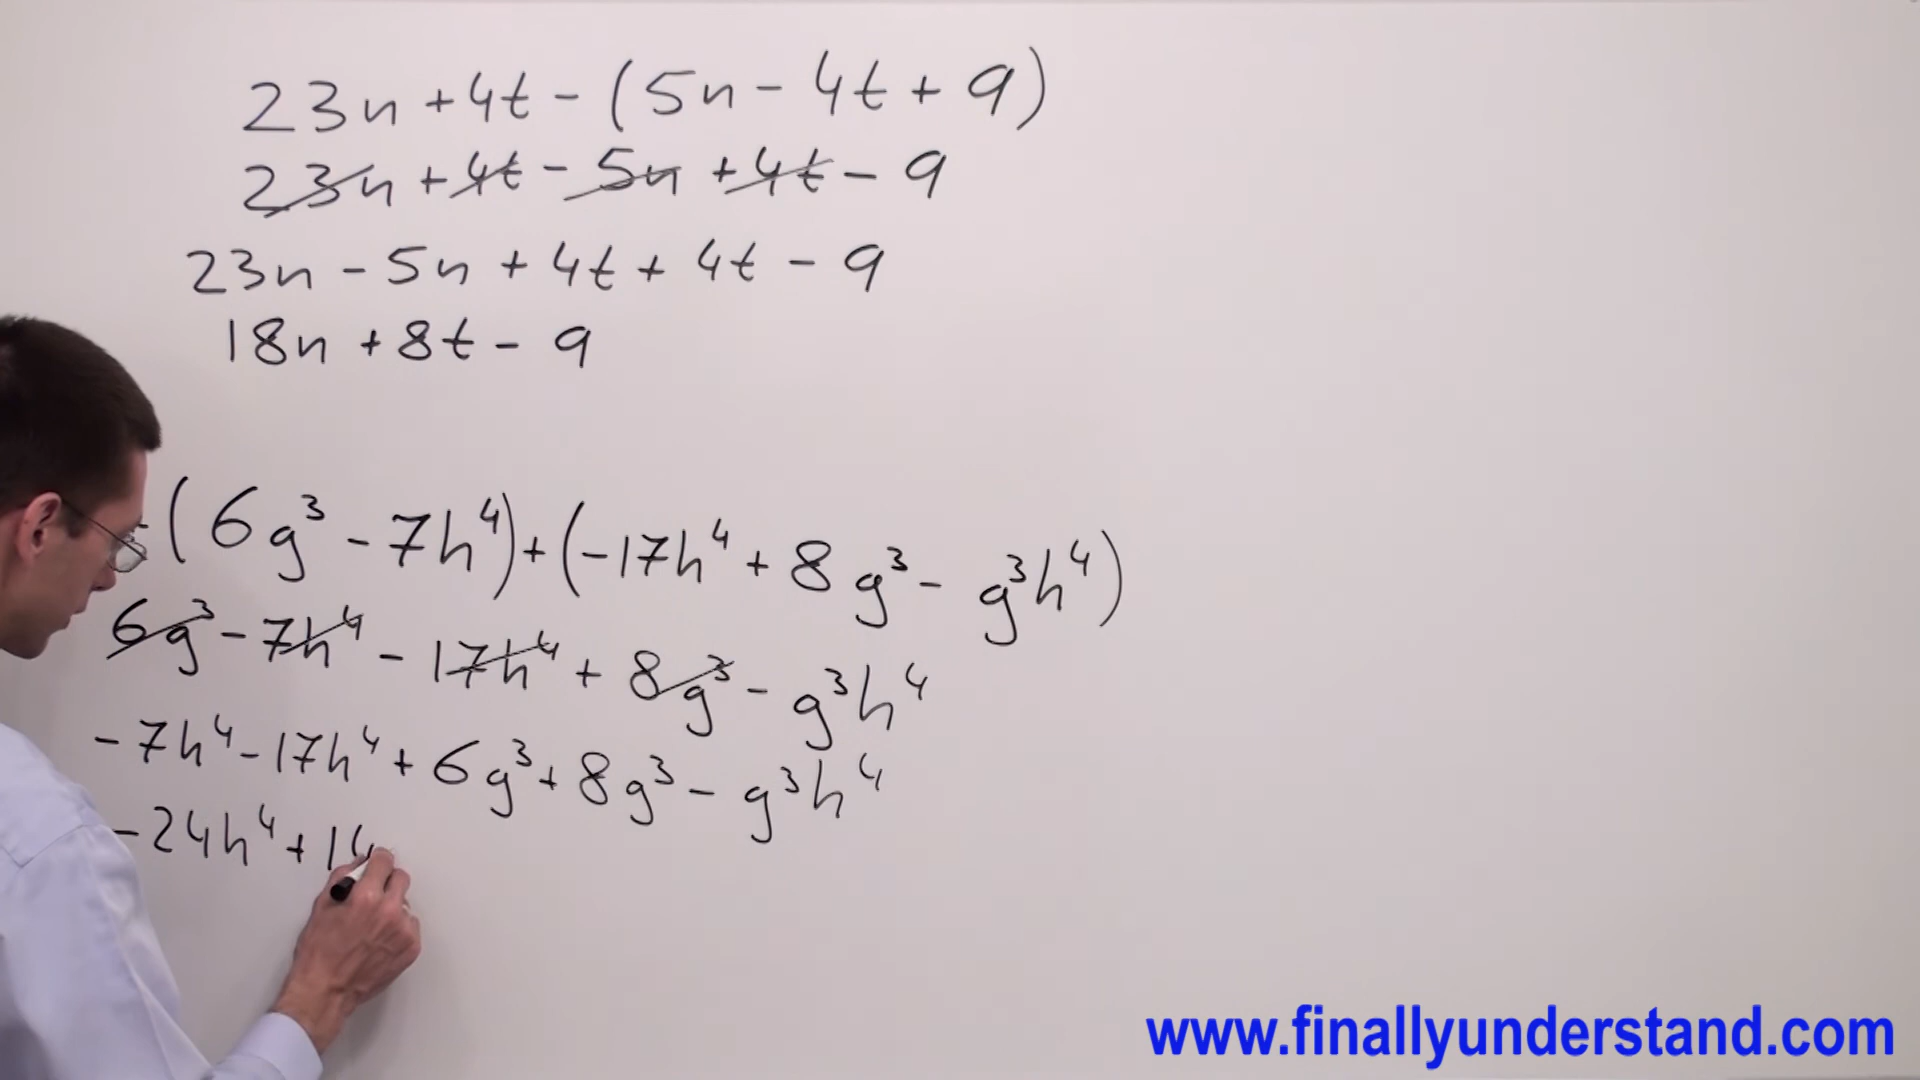 23n + 4t - (5n - 4t + 9)
23n + 4t - 5n + 4t - 9
23n - 5n + 4t + 4t - 9
18n + 8t - 9
(6g³ - 7h⁴) + (-17h⁴ + 8g³ - g³h⁴)
6g³ - 7h⁴ - 17h⁴ + 8g³ - g³h⁴
-7h⁴ - 17h⁴ + 6g³ + 8g³ - g³h⁴
-24h⁴ + 14
www.finallyunderstand.com